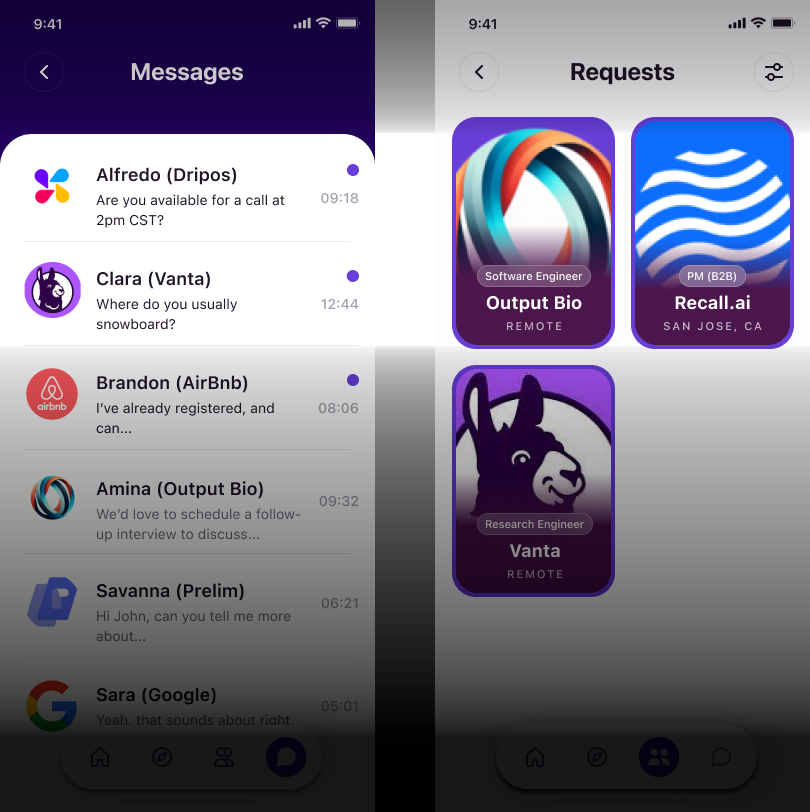 9:41
Messages
Alfredo (Dripos)
Are you available for a call at
2pm CST?
09:18
Clara (Vanta)
Where do you usually
snowboard?
12:44
airbnb
Brandon (AirBnb)
I’ve already registered, and
can...
08:06
Amina (Output Bio)
We’d love to schedule a follow-
up interview to discuss...
09:32
Savanna (Prelim)
Hi John, can you tell me more
about...
06:21
Sara (Google)
Yeah, that sounds about right.
05:01
9:41
Requests
Software Engineer
Output Bio
REMOTE
PM (B2B)
Recall.ai
SAN JOSE, CA
Research Engineer
Vanta
REMOTE